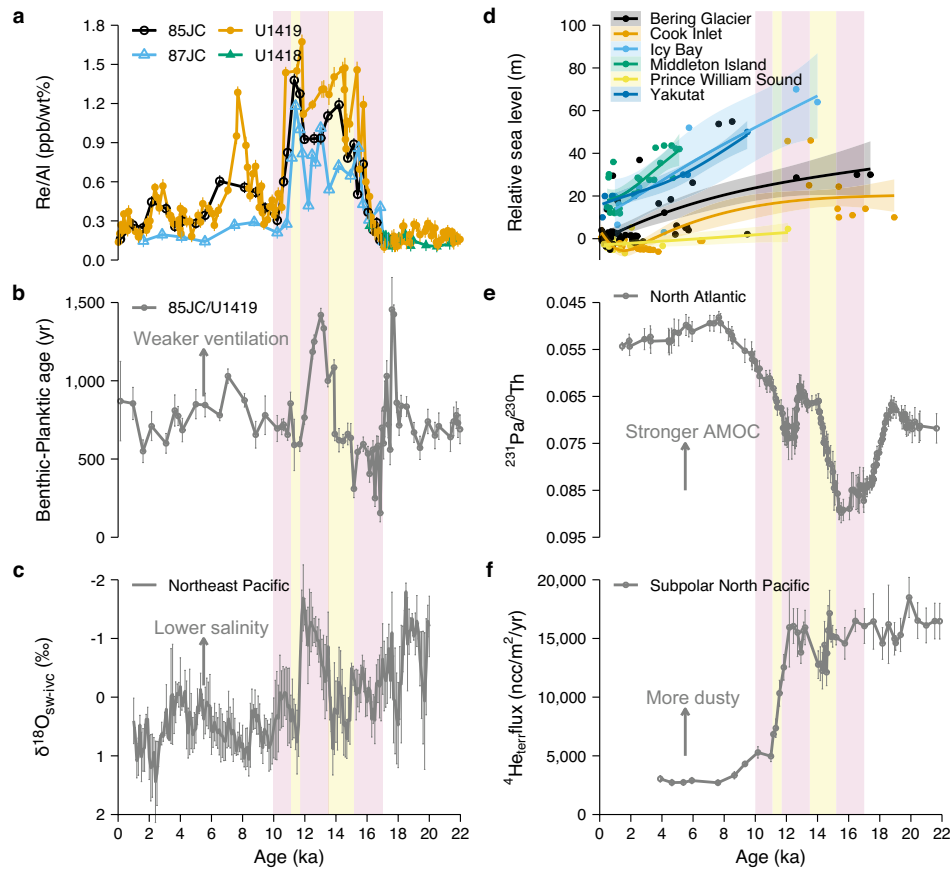 a
85JC
U1419
87JC
U1418
Re/Al (ppb/wt%)
1.8
1.5
1.2
0.9
0.6
0.3
0.0
b
85JC/U1419
Weaker ventilation
Benthic-Planktic age (yr)
1,500
1,000
500
0
c
Northeast Pacific
Lower salinity
δ¹⁸O_sw-ivc (‰)
-2
-1
0
1
2
0 2 4 6 8 10 12 14 16 18 20 22
Age (ka)
d
Bering Glacier
Cook Inlet
Icy Bay
Middleton Island
Prince William Sound
Yakutat
Relative sea level (m)
100
80
60
40
20
0
e
North Atlantic
Stronger AMOC
²³¹Pa/²³⁰Th
0.045
0.055
0.065
0.075
0.085
0.095
f
Subpolar North Pacific
More dusty
⁴He_terr flux (ncc/m²/yr)
20,000
15,000
10,000
5,000
0
0 2 4 6 8 10 12 14 16 18 20 22
Age (ka)